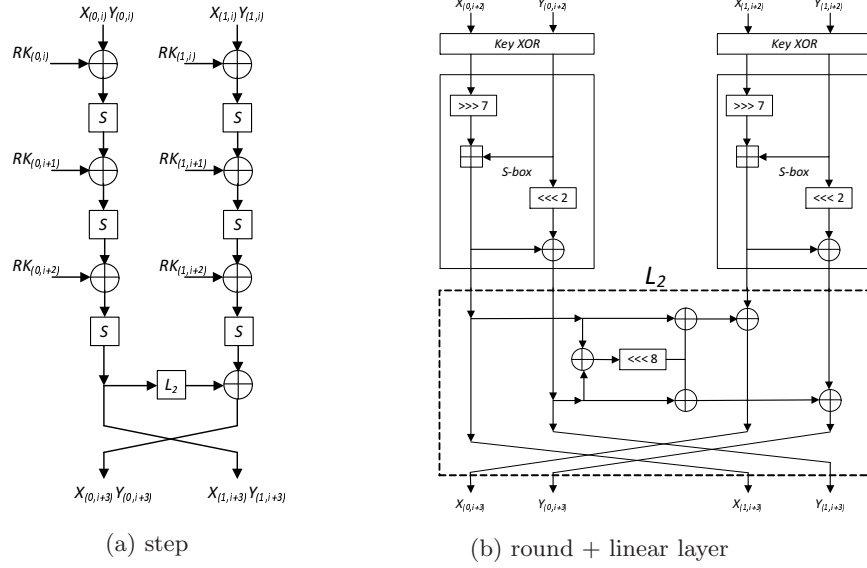 X(0,i) Y(0,i) X(1,i) Y(1,i)
RK(0,i) RK(1,i)
S S
RK(0,i+1) RK(1,i+1)
S S
RK(0,i+2) RK(1,i+2)
S S
L2
X(0,i+3) Y(0,i+3) X(1,i+3) Y(1,i+3)
(a) step
X(0,i+2) Y(0,i+2) X(1,i+2) Y(1,i+2)
Key XOR Key XOR
>>> 7 >>> 7
S-box S-box
<<< 2 <<< 2
L2
<<< 8
X(0,i+3) Y(0,i+3) X(1,i+3) Y(1,i+3)
(b) round + linear layer